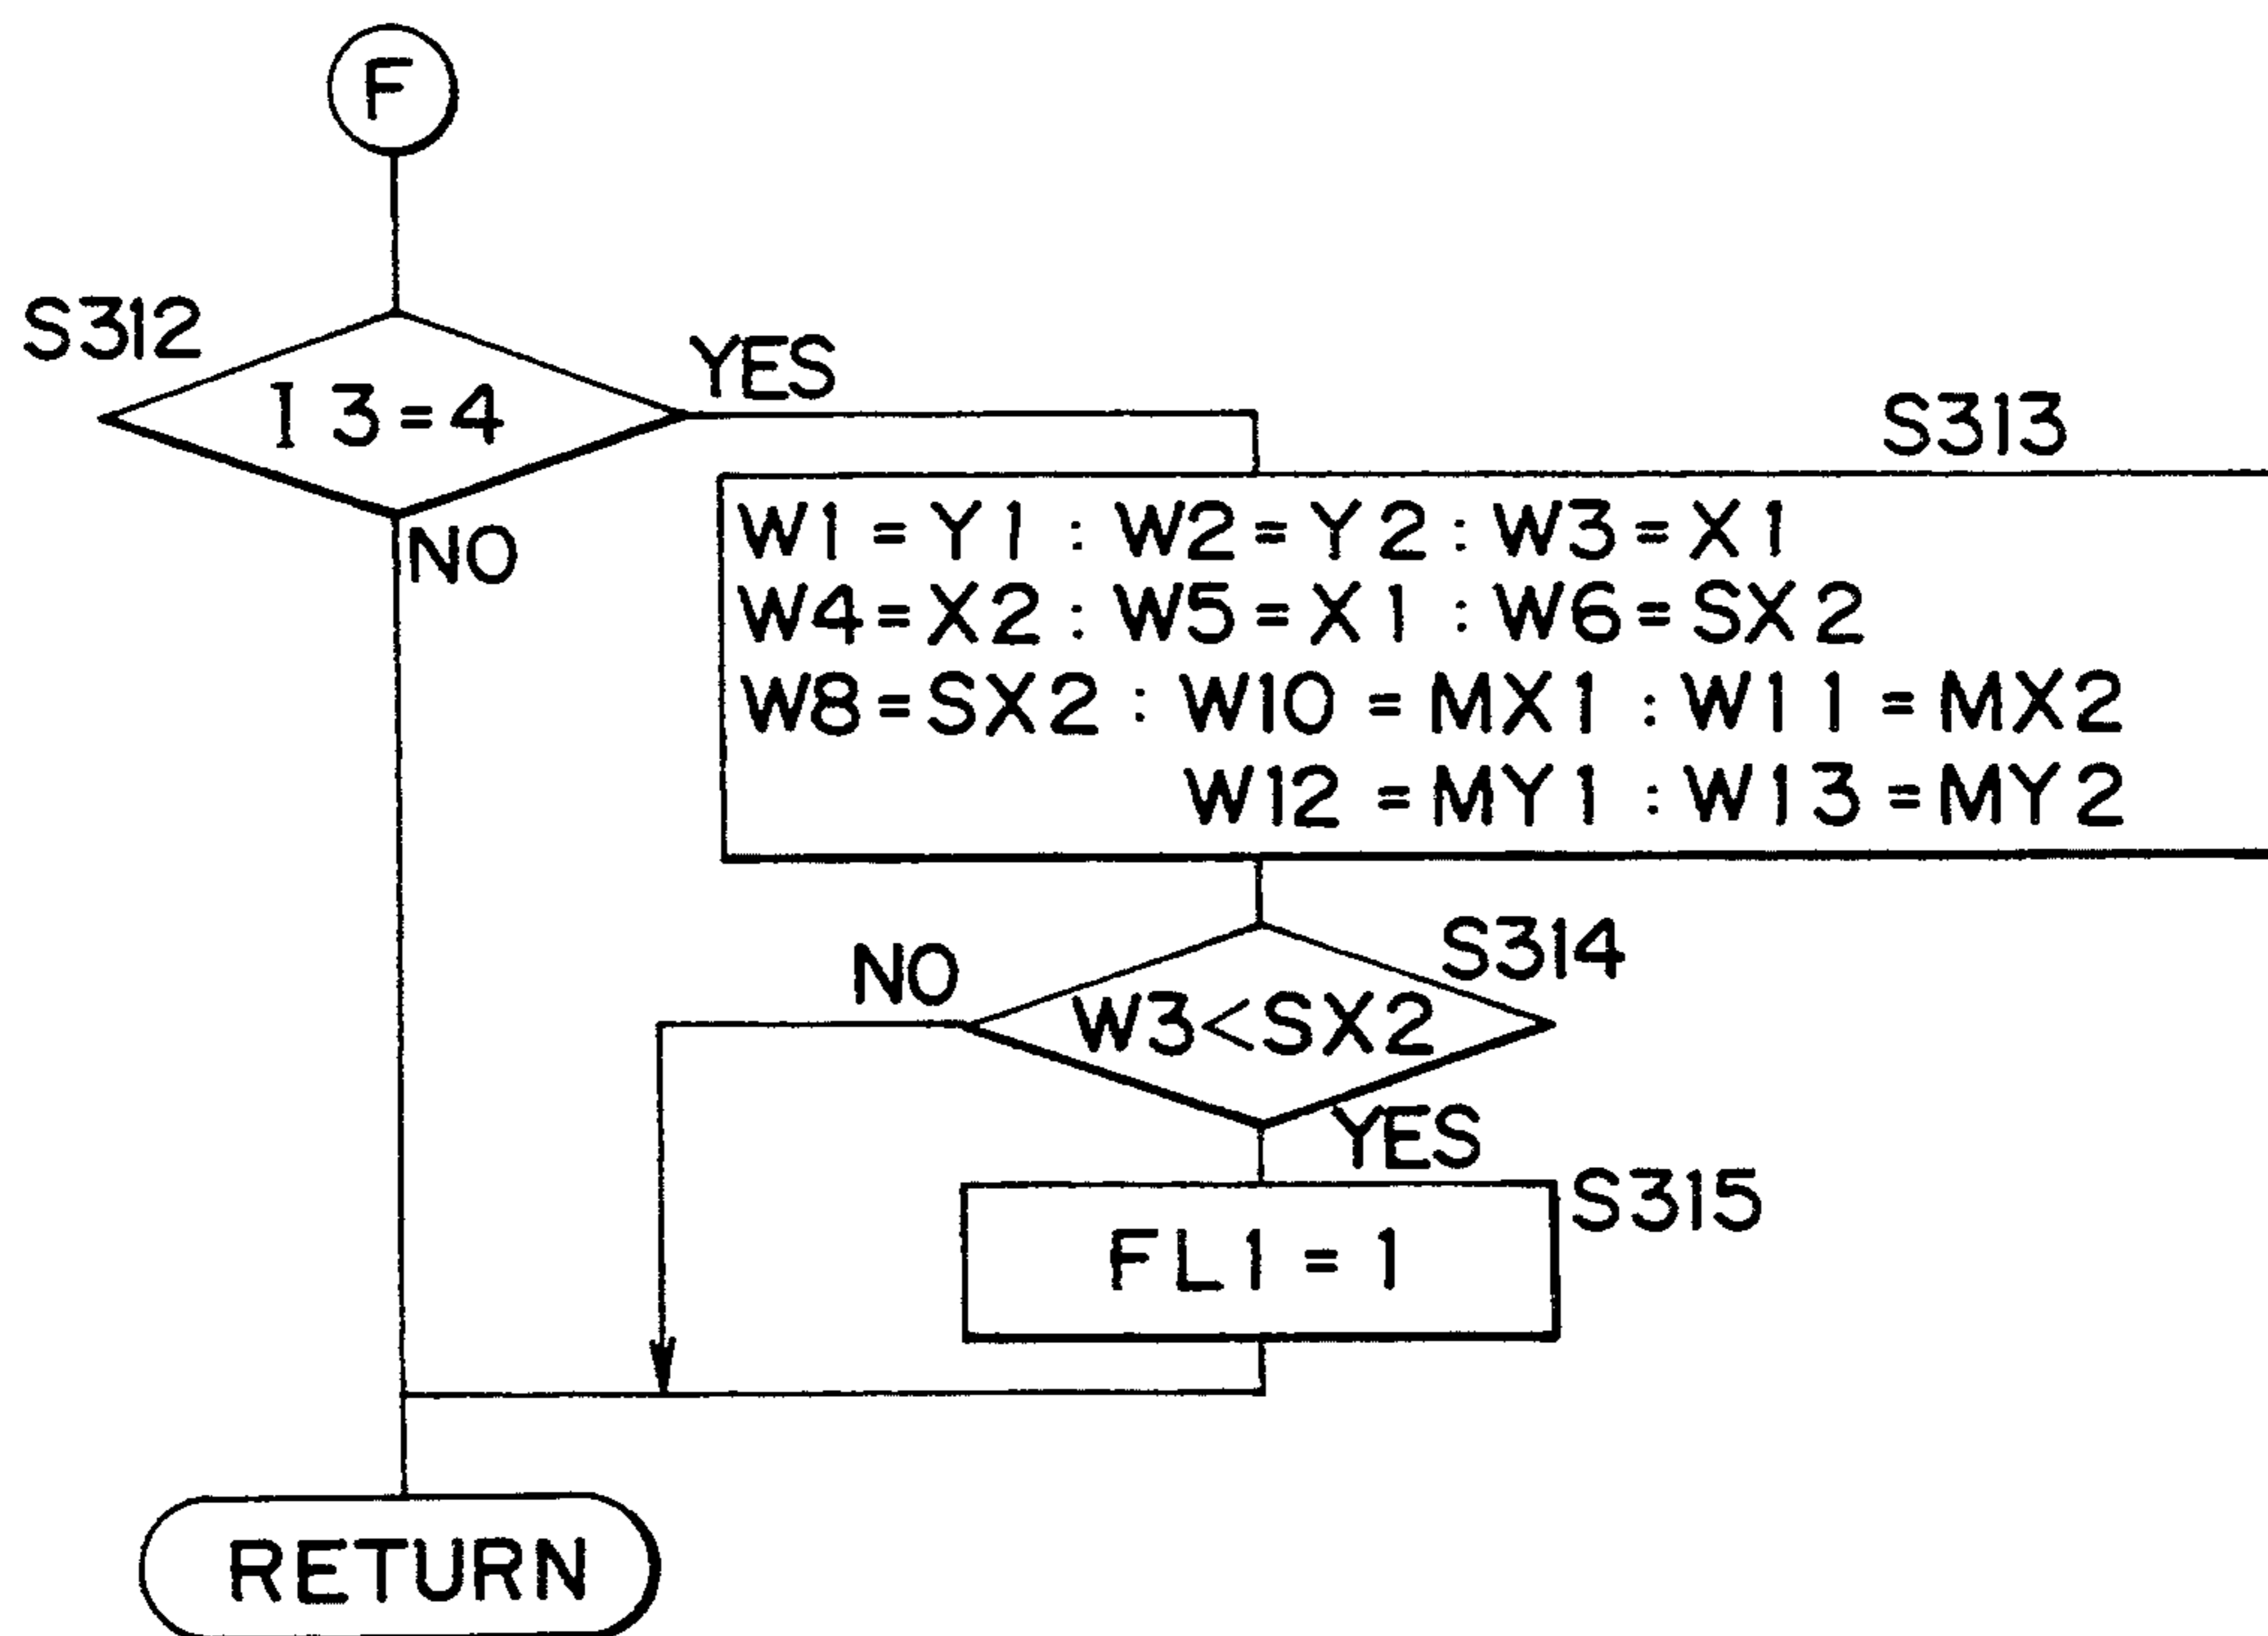 F
S312
I3=4
YES
NO
S313
W1=Y1:W2=Y2:W3=X1
W4=X2:W5=X1:W6=SX2
W8=SX2:W10=MX1:W11=MX2
W12=MY1:W13=MY2
S314
NO
W3<SX2
YES
S315
FL1=1
RETURN